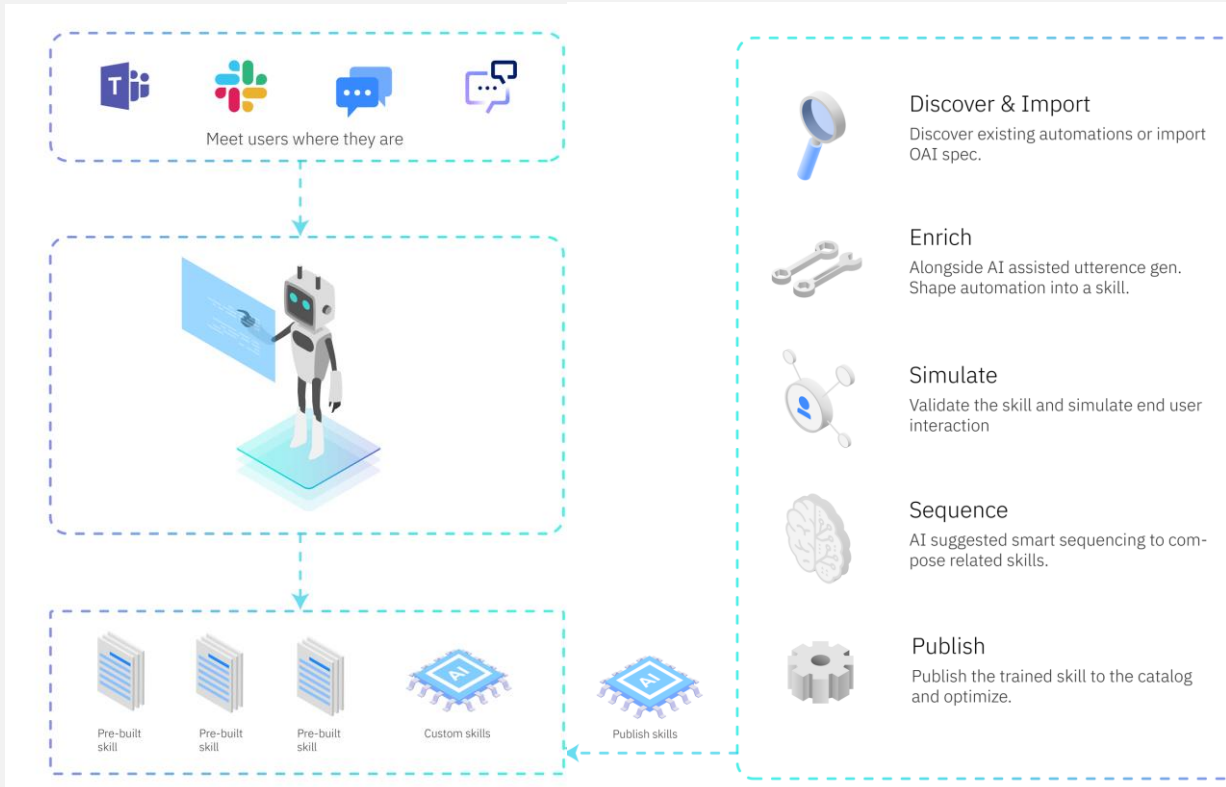 T
Meet users where they are
Pre-built
skill
Pre-built
skill
Pre-built
skill
AI
Custom skills
AI
Publish skills
Discover & Import
Discover existing automations or import
OAI spec.
Enrich
Alongside AI assisted utterence gen.
Shape automation into a skill.
Simulate
Validate the skill and simulate end user
interaction
Sequence
AI suggested smart sequencing to com-
pose related skills.
Publish
Publish the trained skill to the catalog
and optimize.